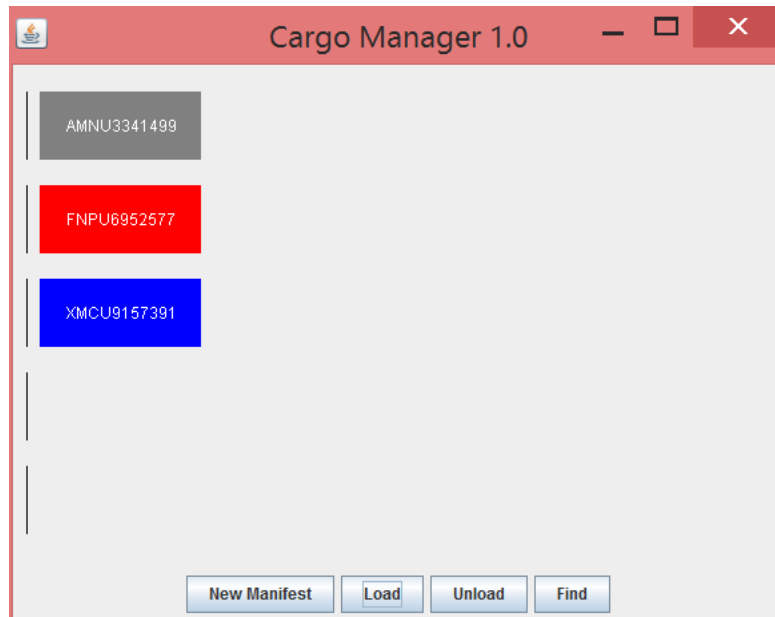 Cargo Manager 1.0
AMNU3341499
FNPU6952577
XMCU9157391
New Manifest Load Unload Find